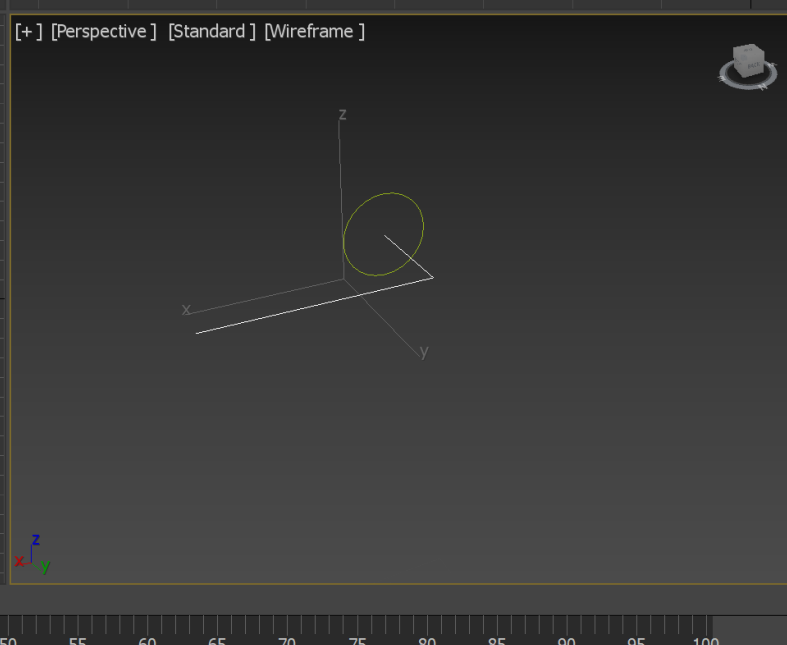 [+] [Perspective] [Standard] [Wireframe]
z
x
y
z
x y
50 55 60 65 70 75 80 85 90 95 100